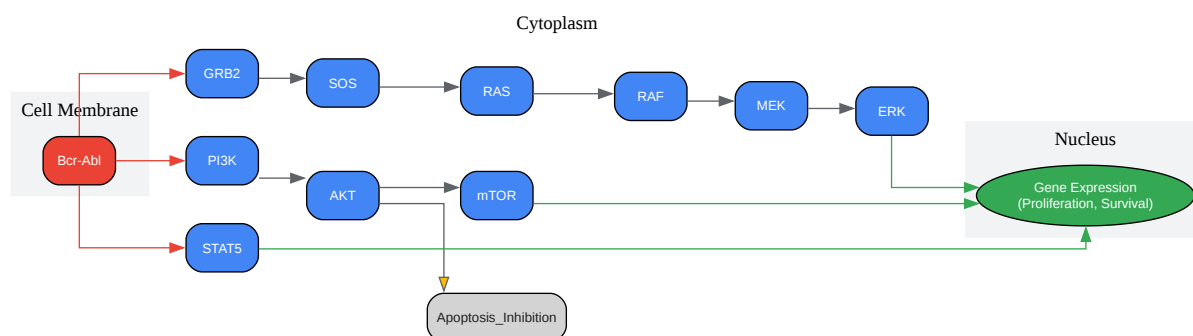 Cytoplasm
GRB2
SOS
RAS
RAF
MEK
ERK
Cell Membrane
Bcr-Abl
PI3K
AKT
mTOR
STAT5
Apoptosis_Inhibition
Nucleus
Gene Expression
(Proliferation, Survival)